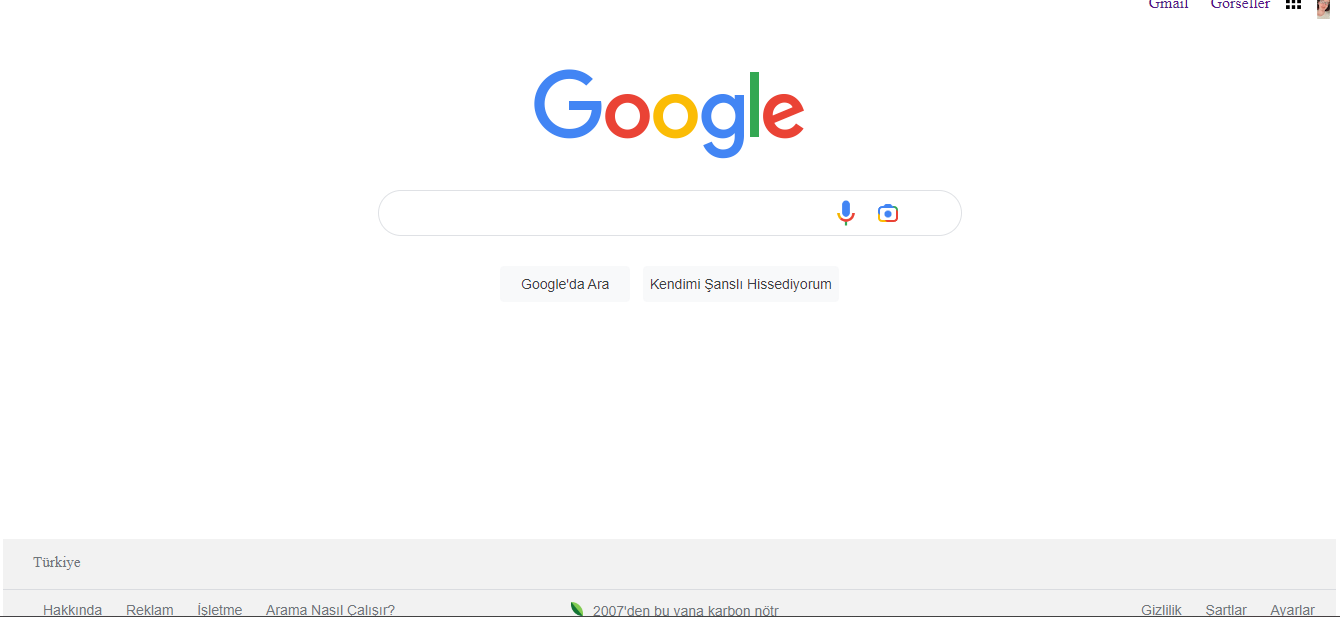 Gmail Görseller
Google
Google'da Ara Kendimi Şanslı Hissediyorum
Türkiye
Hakkında Reklam İşletme Arama Nasıl Çalışır? 2007'den bu yana karbon nötr Gizlilik Şartlar Ayarlar